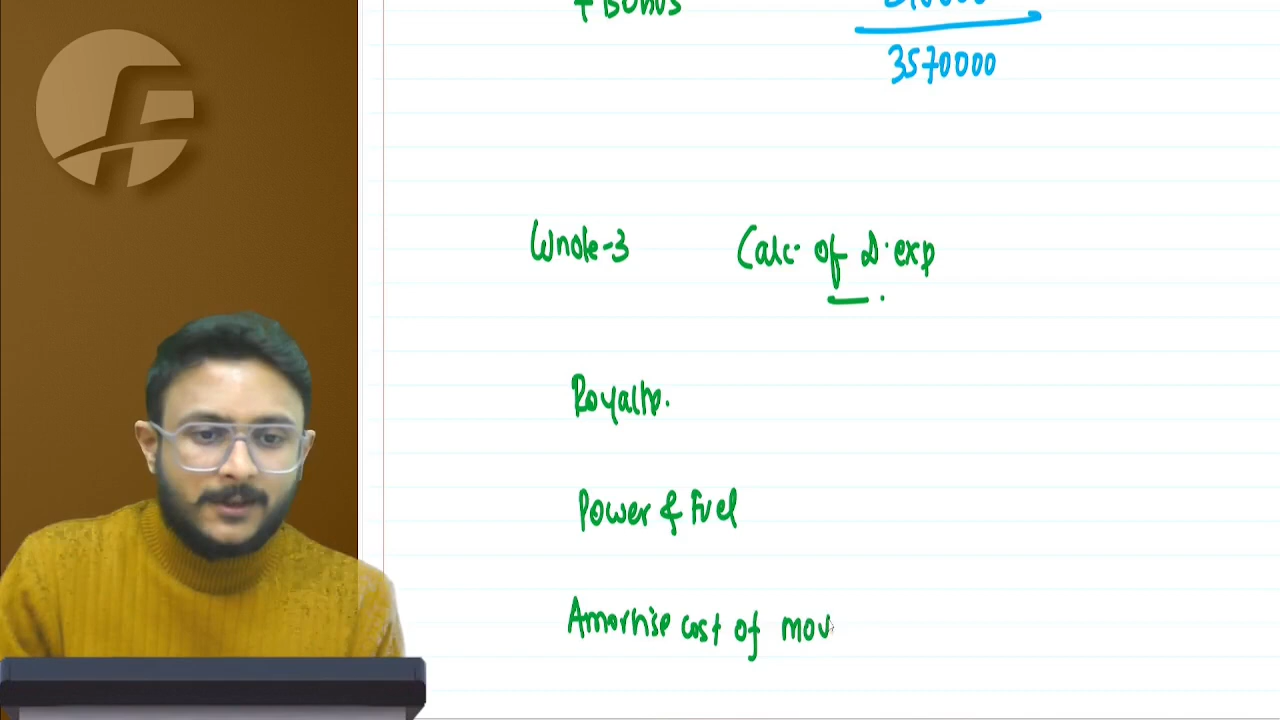 + Bonus
3570000
Wnote-3 Calc. of D.exp
Royalty.
Power & Fuel
Amortise cost of mou